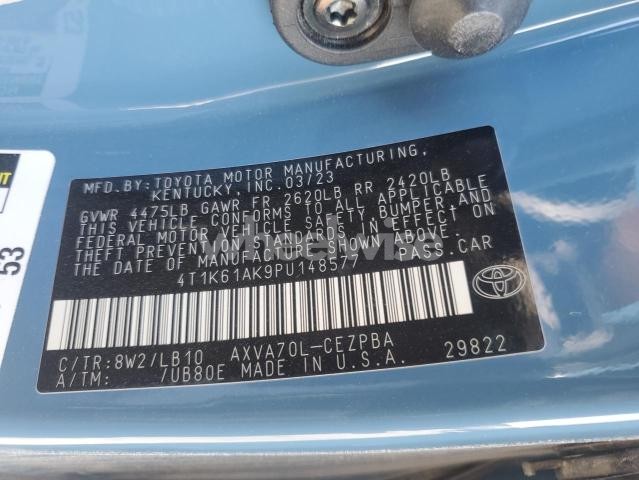 MFD.BY: TOYOTA MOTOR MANUFACTURING,
KENTUCKY, INC. 03/23
GVWR 4475LB GAWR FR 2620LB RR 2420LB
THIS VEHICLE CONFORMS TO ALL APPLICABLE
FEDERAL MOTOR VEHICLE SAFETY, BUMPER, AND
THEFT PREVENTION STANDARDS IN EFFECT ON
THE DATE OF MANUFACTURE SHOWN ABOVE.
4T1K61AK9PU148577 PASS.CAR
C/TR:8W2/LB10 AXVA70L-CEZPBA
A/TM: /UB80E MADE IN U.S.A. 29822
TOYOTA
53